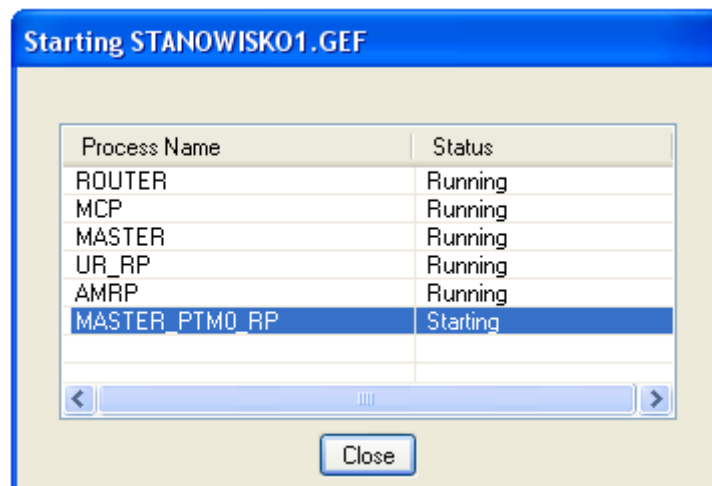 Starting STANOWISKO1.GEF
Process Name Status
ROUTER Running
MCP Running
MASTER Running
UR_RP Running
AMRP Running
MASTER_PTM0_RP Starting
Close